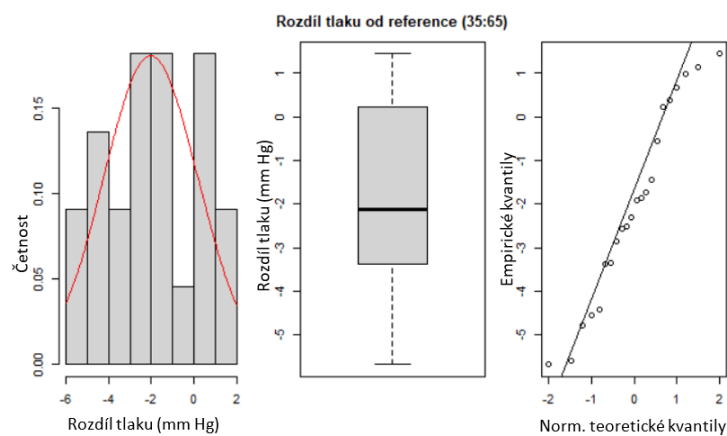 Rozdíl tlaku od reference (35:65)
Četnost
0.00 0.05 0.10 0.15
-6 -4 -2 0 2
Rozdíl tlaku (mm Hg)
Rozdíl tlaku (mm Hg)
-5 -4 -3 -2 -1 0 1
Empirické kvantily
-5 -4 -3 -2 -1 0 1
-2 -1 0 1 2
Norm. teoretické kvantily